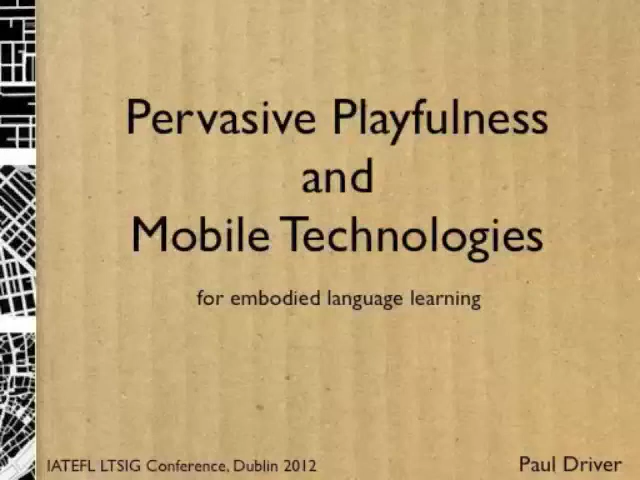 Pervasive Playfulness
and
Mobile Technologies
for embodied language learning
IATEFL LTSIG Conference, Dublin 2012
Paul Driver